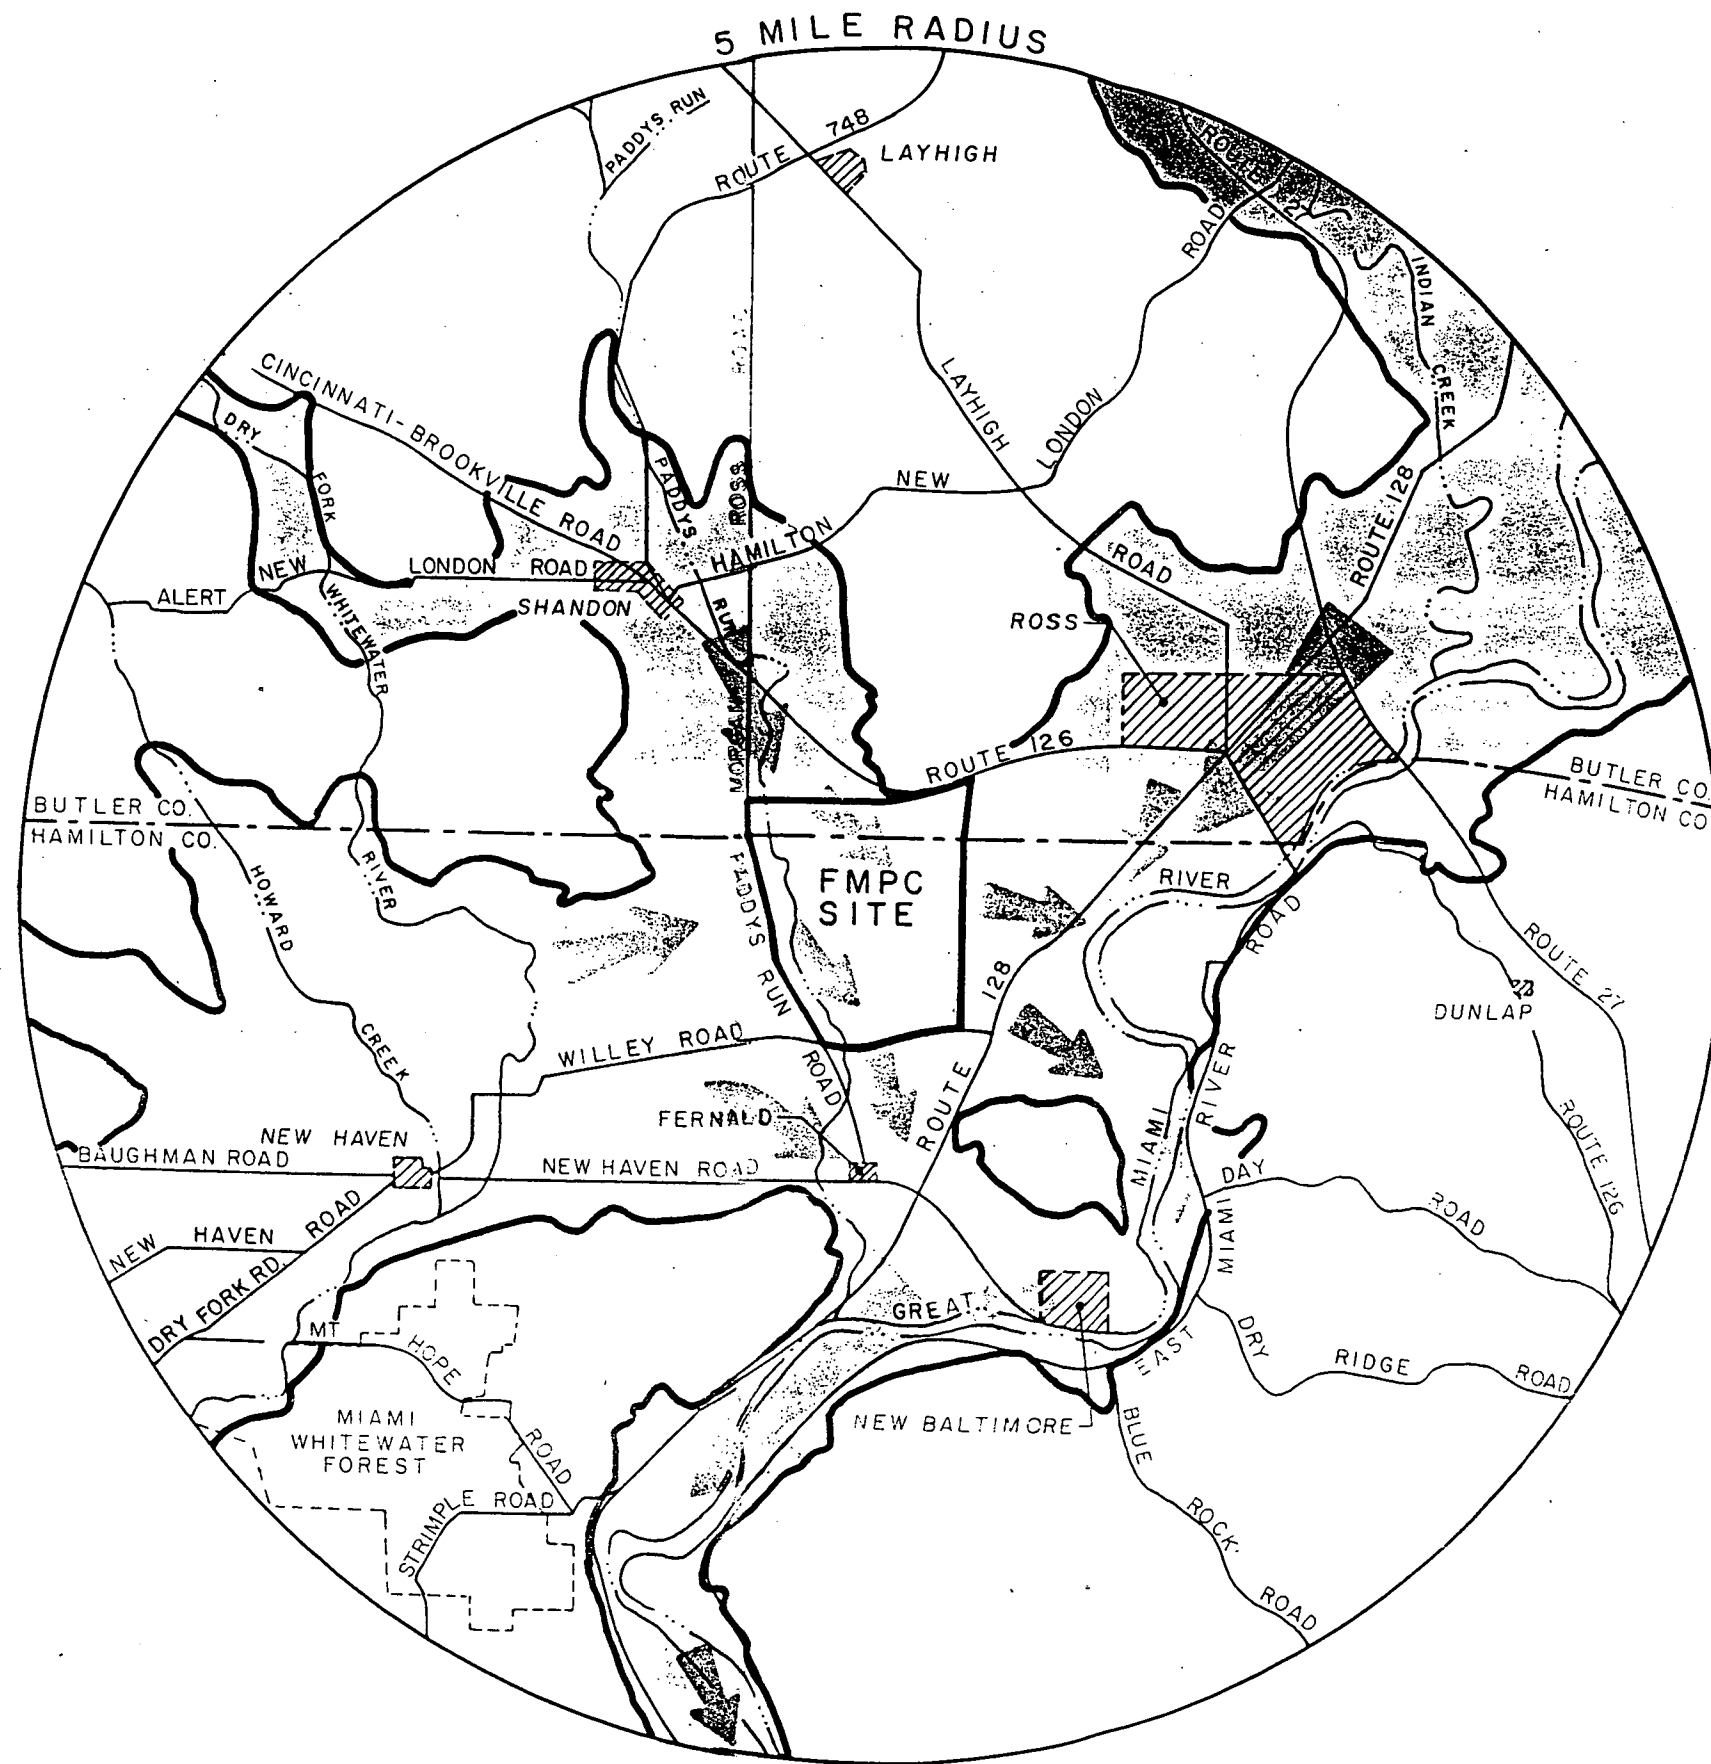 5 MILE RADIUS
PADDYS RUN
ROUTE 748
LAYHIGH
ROUTE 27
ROAD
INDIAN
CREEK
CINCINNATI-BROOKVILLE ROAD
DRY
FORK
LAYHIGH
LONDON
NEW
PADDYS
ROSS
HAMILTON
ROUTE 128
ROAD
NEW
LONDON ROAD
ALERT
WHITEWATER
SHANDON
RUN
ROSS
MORGAN
ROUTE 126
BUTLER CO.
HAMILTON CO.
BUTLER CO.
HAMILTON CO.
HOWARD
RIVER
PADDYS RUN
FMPC
SITE
RIVER
ROAD
128
ROUTE 27
DUNLAP
CREEK
WILLEY ROAD
ROAD
ROUTE
MIAMI
RIVER
FERNALD
NEW HAVEN
BAUGHMAN ROAD
NEW HAVEN ROAD
DAY
ROAD
ROUTE 126
NEW HAVEN
ROAD
DRY FORK RD.
MIAMI
GREAT
EAST
DRY
RIDGE
ROAD
MT
HOPE
ROAD
MIAMI
WHITEWATER
FOREST
NEW BALTIMORE
BLUE
ROCK
ROAD
STRIMPLE ROAD